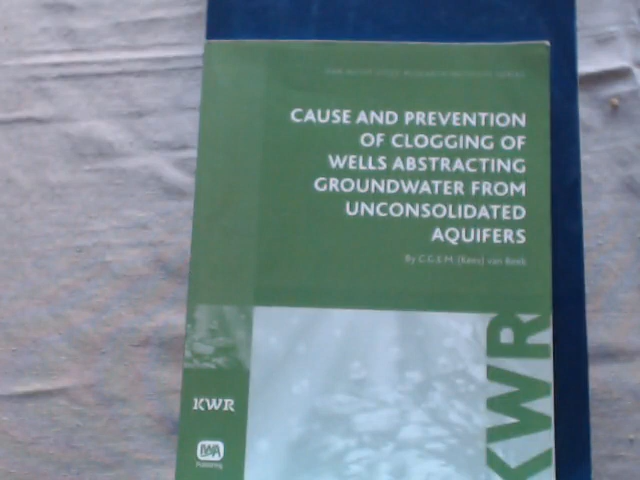 CAUSE AND PREVENTION
OF CLOGGING OF
WELLS ABSTRACTING
GROUNDWATER FROM
UNCONSOLIDATED
AQUIFERS
By C.G.E.M. (Kees) van Beek
KWR
KWR
IWA
Publishing